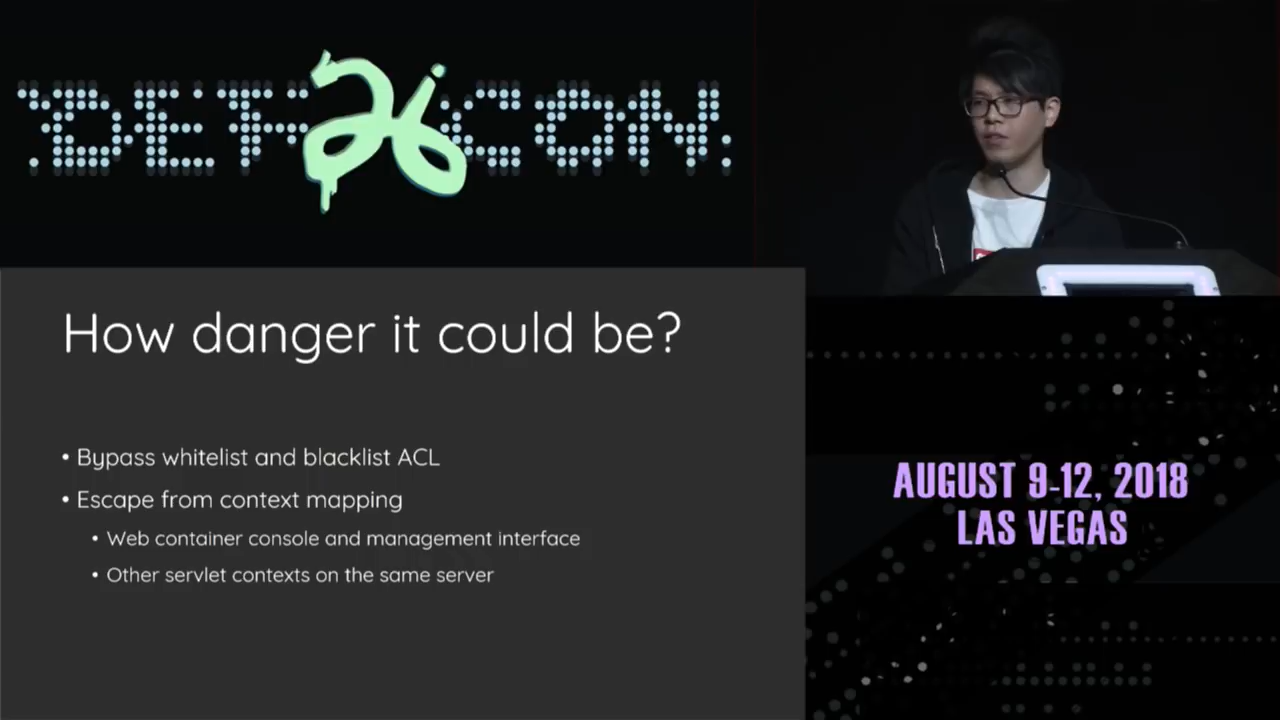 DEF 26 CON
How danger it could be?
• Bypass whitelist and blacklist ACL
• Escape from context mapping
• Web container console and management interface
• Other servlet contexts on the same server
AUGUST 9-12, 2018
LAS VEGAS